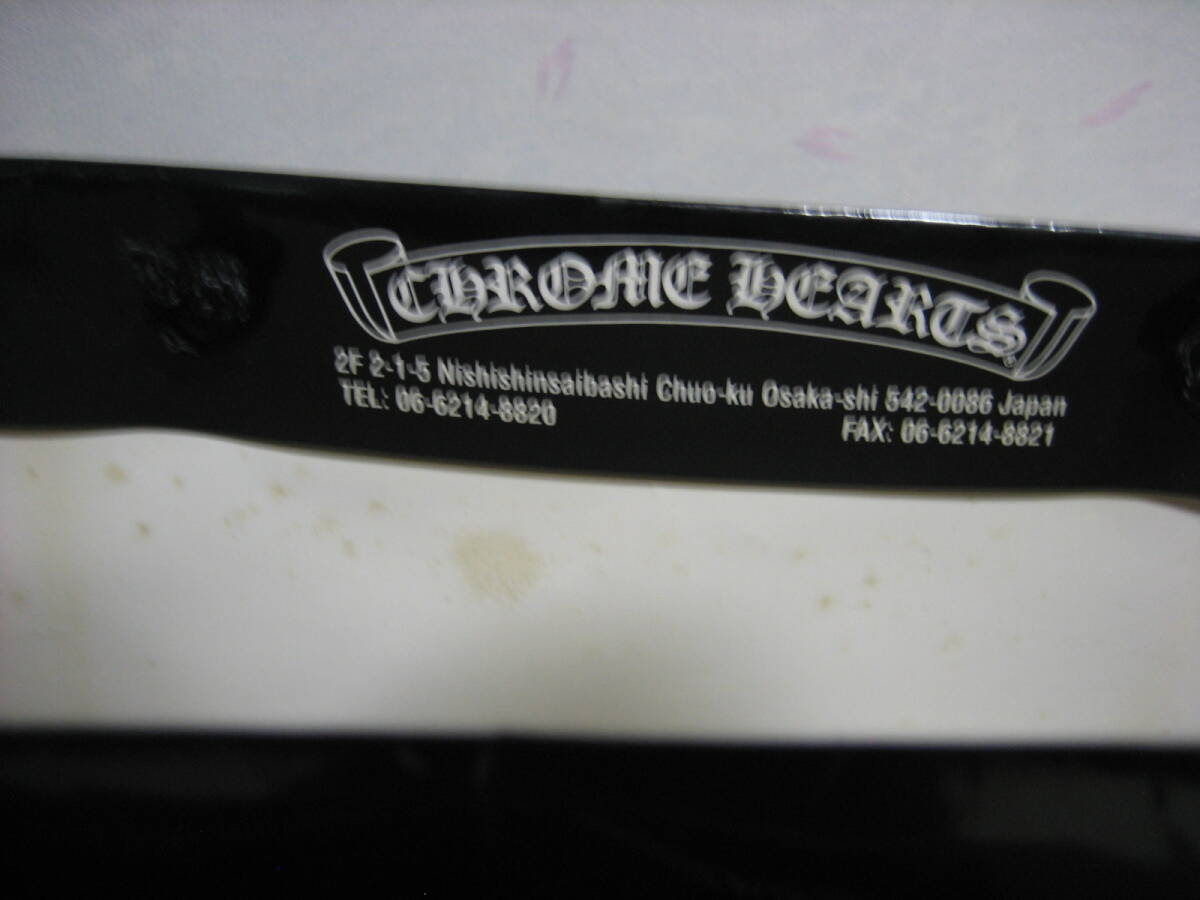 CHROME HEARTS®
2F 2-1-5 Nishishinsaibashi Chuo-ku Osaka-shi 542-0086 Japan
TEL: 06-6214-8820
FAX: 06-6214-8821